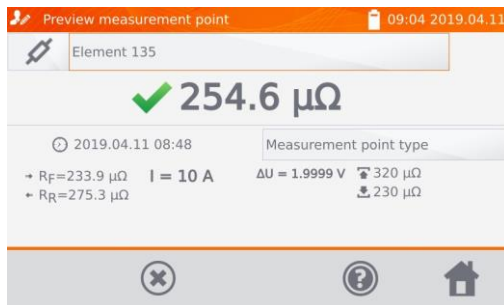 Preview measurement point
09:04 2019.04.11
Element 135
254.6 µΩ
2019.04.11 08:48
Measurement point type
RF=233.9 µΩ I = 10 A ΔU = 1.9999 V 320 µΩ
RR=275.3 µΩ 230 µΩ